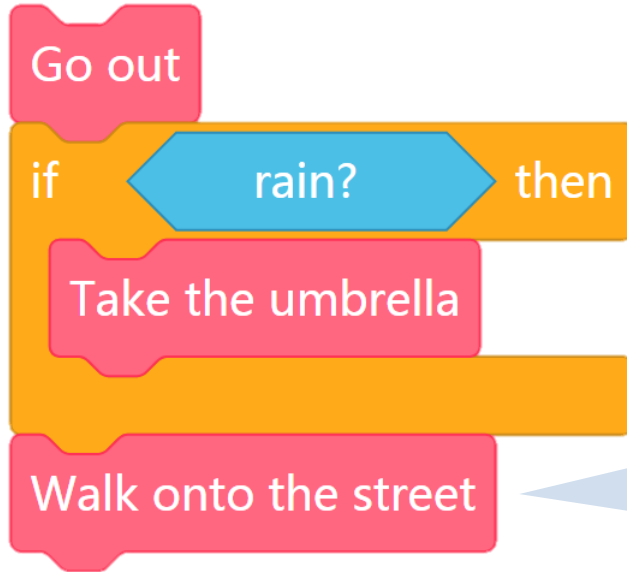 Go out
if rain? then
Take the umbrella
Walk onto the street